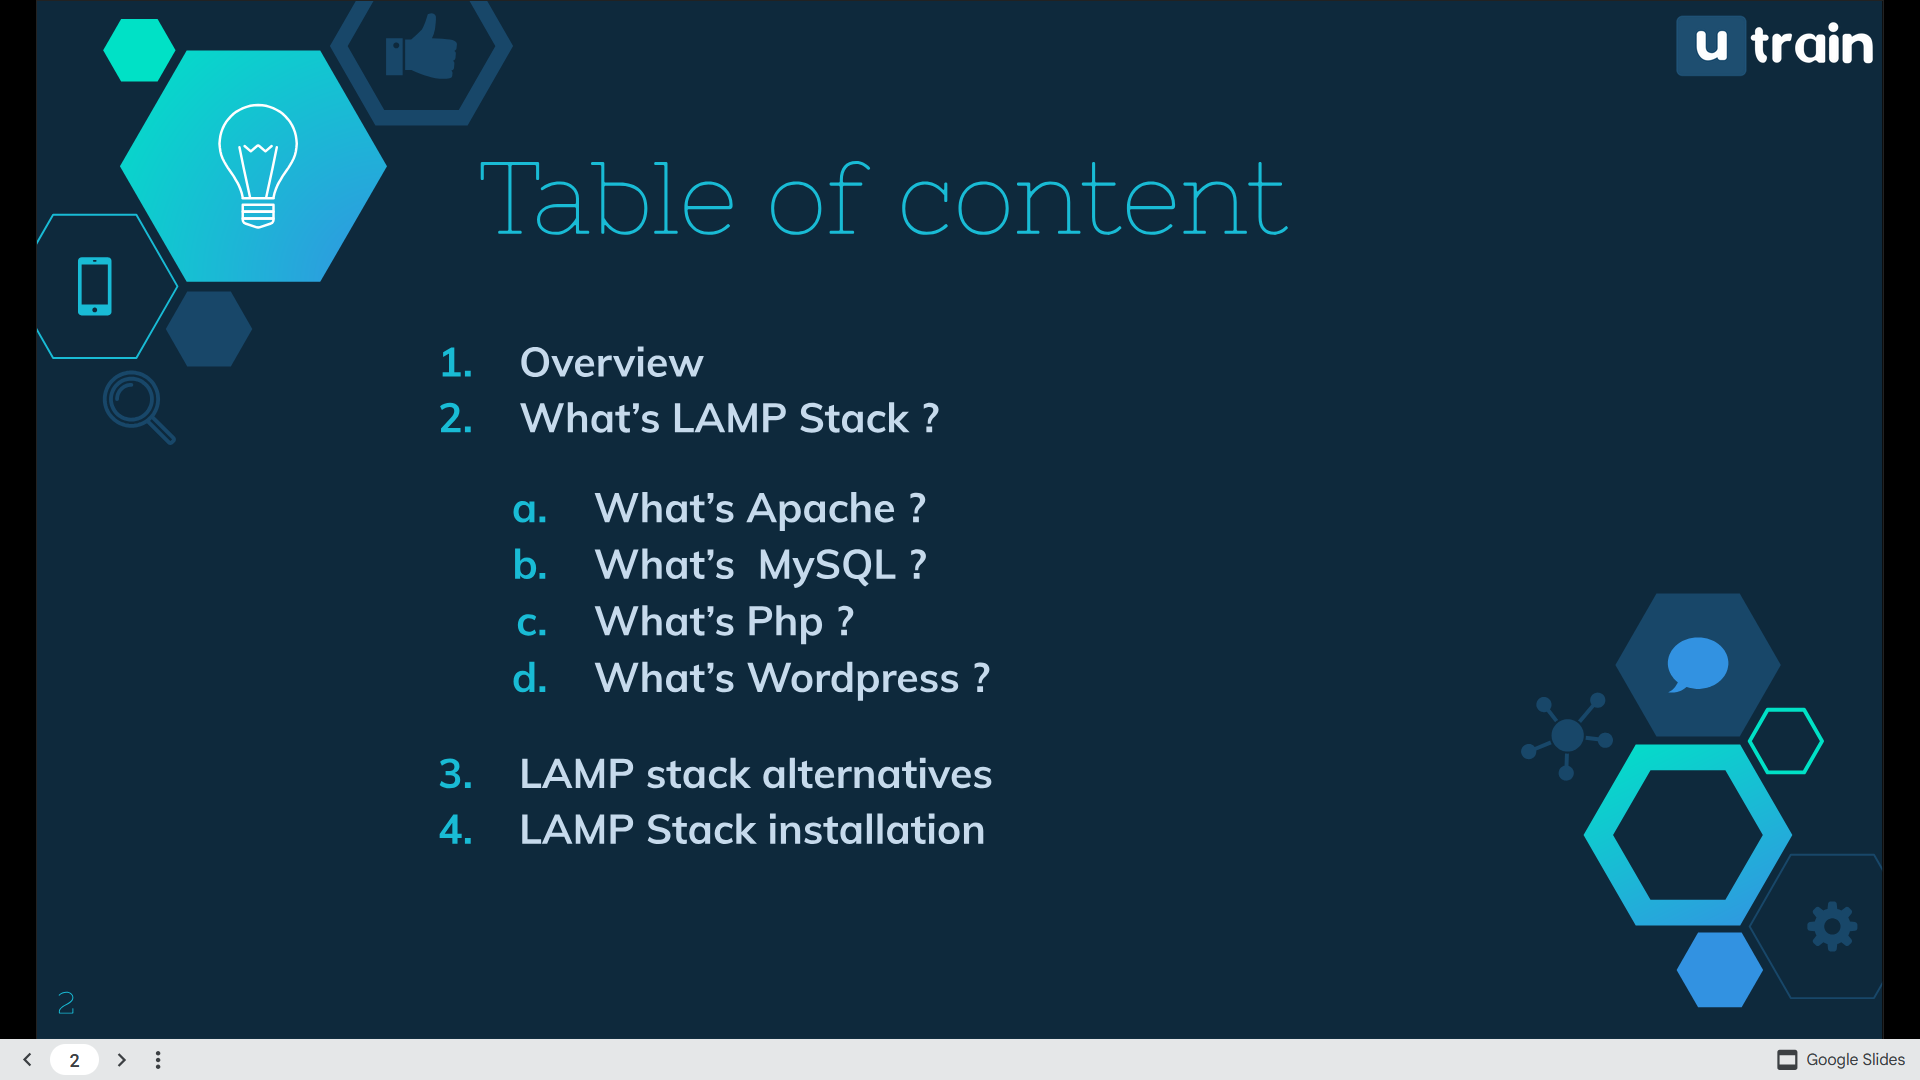 u train
Table of content
1. Overview
2. What’s LAMP Stack ?
a. What’s Apache ?
b. What’s  MySQL ?
c. What’s Php ?
d. What’s Wordpress ?
3. LAMP stack alternatives
4. LAMP Stack installation
2
2
Google Slides